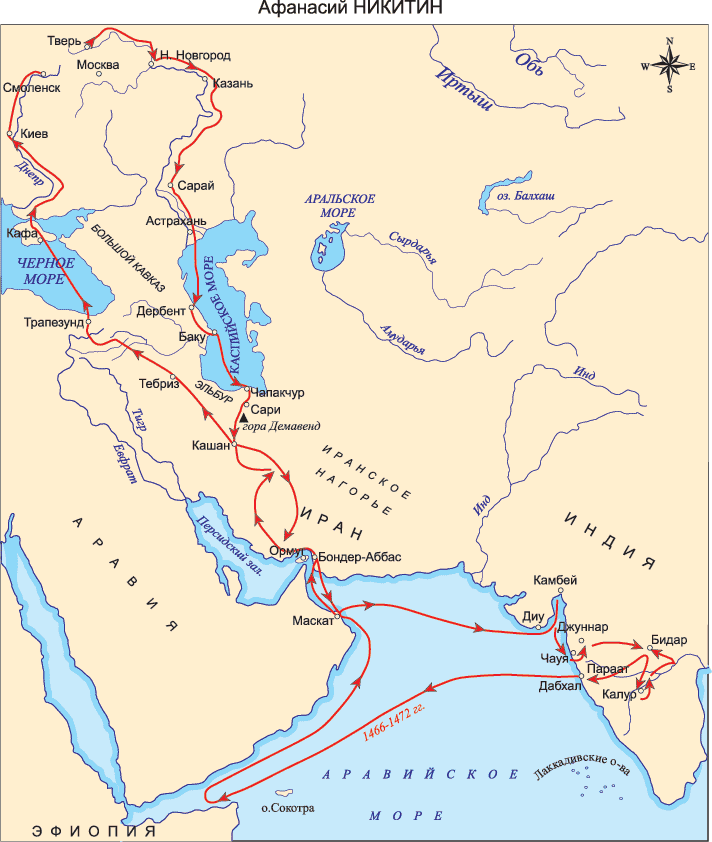 Афанасий НИКИТИН
N
W E
S
Тверь
Н. Новгород
Москва
Смоленск
Казань
Обь
Иртыш
Киев
Днепр
Сарай
АРАЛЬСКОЕ
МОРЕ
оз. Балхаш
Астрахань
Кафа
БОЛЬШОЙ КАВКАЗ
Сырдарья
ЧЕРНОЕ
МОРЕ
КАСПИЙСКОЕ МОРЕ
Дербент
Трапезунд
Баку
Амударья
Тебриз
ЭЛЬБУР
Чапакчур
Инд
Сари
гора Демавенд
Тигр
Евфрат
Кашан
ИРАНСКОЕ
НАГОРЬЕ
ИРАН
Инд
ИНДИЯ
АРАВИЯ
Персидский зал.
Ормуг
Бондер-Аббас
Камбей
Маскат
Диу
Джуннар
Бидар
Чауя
Параат
Дабхал
Калур
1466-1472 гг.
Лаккадивские о-ва
АРАВИЙСКОЕ
МОРЕ
о.Сокотра
ЭФИОПИЯ